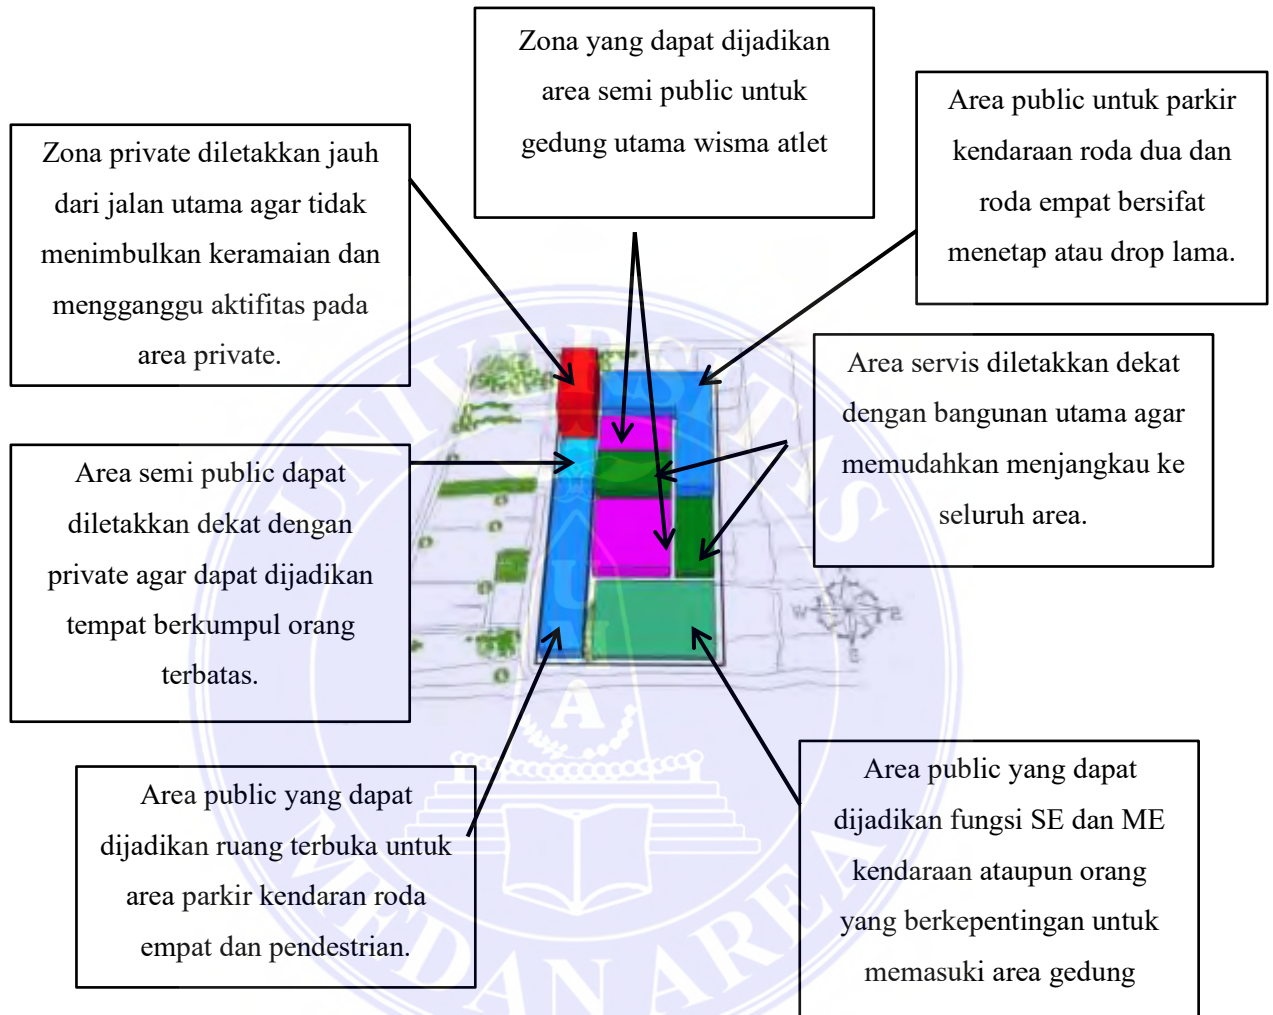 Zona yang dapat dijadikan
area semi public untuk
gedung utama wisma atlet
Area public untuk parkir
kendaraan roda dua dan
roda empat bersifat
menetap atau drop lama.
Zona private diletakkan jauh
dari jalan utama agar tidak
menimbulkan keramaian dan
mengganggu aktifitas pada
area private.
Area servis diletakkan dekat
dengan bangunan utama agar
memudahkan menjangkau ke
seluruh area.
Area semi public dapat
diletakkan dekat dengan
private agar dapat dijadikan
tempat berkumpul orang
terbatas.
Area public yang dapat
dijadikan ruang terbuka untuk
area parkir kendaran roda
empat dan pendestrian.
Area public yang dapat
dijadikan fungsi SE dan ME
kendaraan ataupun orang
yang berkepentingan untuk
memasuki area gedung
UNIVERSITAS
MEDAN AREA
U
M
A
W